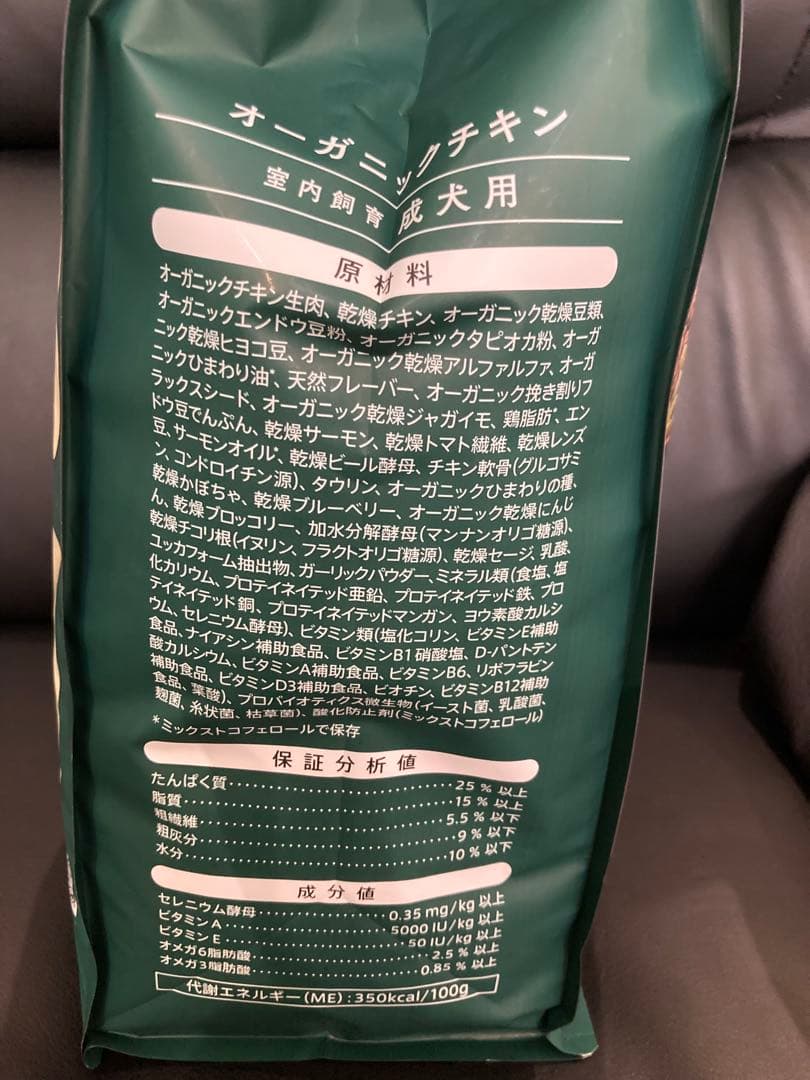 オーガニックチキン
室内飼育 成犬用
原材料
オーガニックチキン生肉、乾燥チキン、オーガニック乾燥豆類、
オーガニックエンドウ豆粉、オーガニックタピオカ粉、オーガ
ニック乾燥ヒヨコ豆、オーガニック乾燥アルファルファ、オーガ
ニックひまわり油*、天然フレーバー、オーガニック挽き割りフ
ラックスシード、オーガニック乾燥ジャガイモ、鶏脂肪*、エン
ドウ豆でんぷん、乾燥サーモン、乾燥トマト繊維、乾燥レンズ
豆、サーモンオイル*、乾燥ビール酵母、チキン軟骨(グルコサミ
ン、コンドロイチン源)、タウリン、オーガニックひまわりの種、
乾燥かぼちゃ、乾燥ブルーベリー、オーガニック乾燥にんじ
ん、乾燥ブロッコリー、加水分解酵母(マンナンオリゴ糖源)、
乾燥チコリ根(イヌリン、フラクトオリゴ糖源)、乾燥セージ、乳酸、
ユッカフォーム抽出物、ガーリックパウダー、ミネラル類(食塩、塩
化カリウム、プロテイネイテッド亜鉛、プロテイネイテッド鉄、プロ
テイネイテッド銅、プロテイネイテッドマンガン、ヨウ素酸カルシ
ウム、セレニウム酵母)、ビタミン類(塩化コリン、ビタミンE補助
食品、ナイアシン補助食品、ビタミンB1硝酸塩、D-パントテン
酸カルシウム、ビタミンA補助食品、ビタミンB6、リボフラビン
補助食品、ビタミンD3補助食品、ビオチン、ビタミンB12補助
食品、葉酸)、プロバイオティクス微生物(イースト菌、乳酸菌、
麹菌、糸状菌、枯草菌)、酸化防止剤(ミックストコフェロール)
*ミックストコフェロールで保存
保証分析値
たんぱく質・・・・・・・・・・25%以上
脂質・・・・・・・・・・15%以上
粗繊維・・・・・・・・・・5.5%以下
粗灰分・・・・・・・・・・9%以下
水分・・・・・・・・・・10%以下
成分値
セレニウム酵母・・・・・・・・・・0.35 mg/kg以上
ビタミンA・・・・・・・・・・5000 IU/kg以上
ビタミンE・・・・・・・・・・50 IU/kg以上
オメガ6脂肪酸・・・・・・・・・・2.5%以上
オメガ3脂肪酸・・・・・・・・・・0.85%以上
代謝エネルギー(ME):350kcal/100g